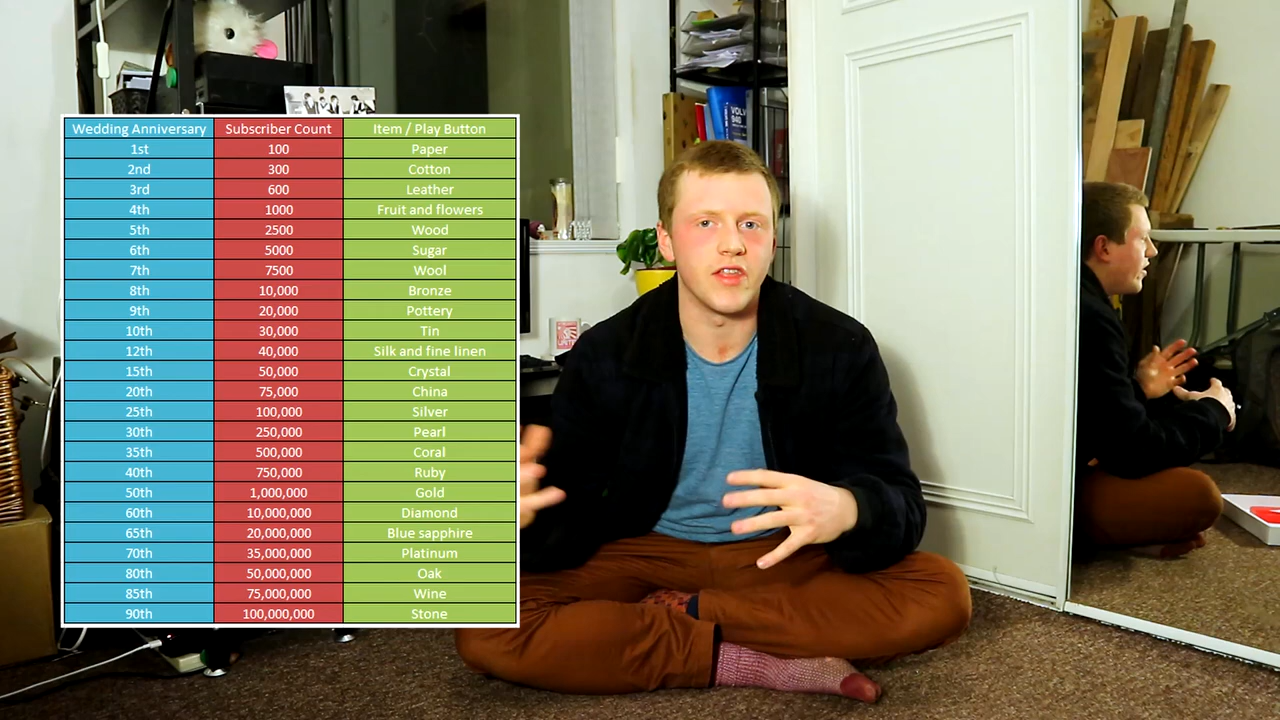 Wedding Anniversary Subscriber Count Item / Play Button
1st 100 Paper
2nd 300 Cotton
3rd 600 Leather
4th 1000 Fruit and flowers
5th 2500 Wood
6th 5000 Sugar
7th 7500 Wool
8th 10,000 Bronze
9th 20,000 Pottery
10th 30,000 Tin
12th 40,000 Silk and fine linen
15th 50,000 Crystal
20th 75,000 China
25th 100,000 Silver
30th 250,000 Pearl
35th 500,000 Coral
40th 750,000 Ruby
50th 1,000,000 Gold
60th 10,000,000 Diamond
65th 20,000,000 Blue sapphire
70th 35,000,000 Platinum
80th 50,000,000 Oak
85th 75,000,000 Wine
90th 100,000,000 Stone
VOLVO
940